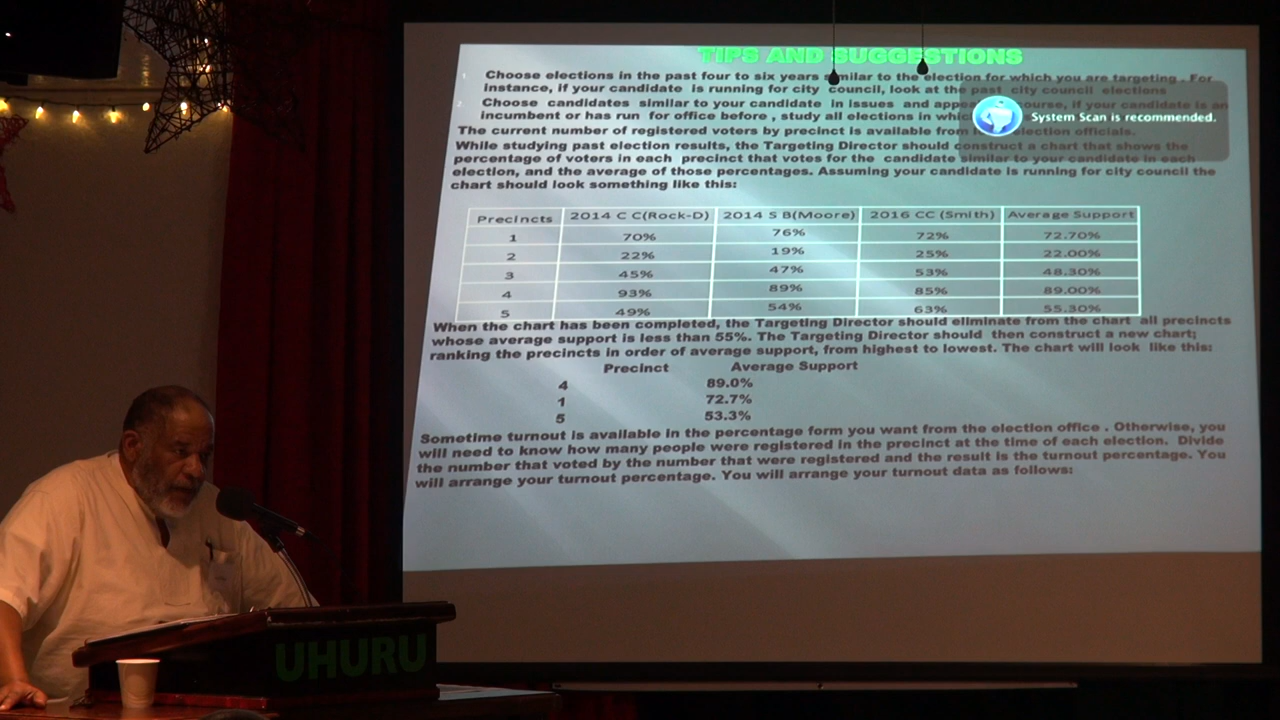 TIPS AND SUGGESTIONS
1. Choose elections in the past four to six years similar to the election for which you are targeting . For
instance, if your candidate is running for city council, look at the past city council elections
2. Choose candidates similar to your candidate in issues and course, if your candidate is an
incumbent or has run for office before , study all elections in
System Scan is recommended.
The current number of registered voters by precinct is available from election officials.
While studying past election results, the Targeting Director should construct a chart that shows the
percentage of voters in each precinct that votes for the candidate similar to your candidate in each
election, and the average of those percentages. Assuming your candidate is running for city council the
chart should look something like this:
Precincts 2014 C C(Rock-D) 2014 S B(Moore) 2016 CC (Smith) Average Support
1 70% 76% 72% 72.70%
2 22% 19% 25% 22.00%
3 45% 47% 53% 48.30%
4 93% 89% 85% 89.00%
5 49% 54% 63% 55.30%
When the chart has been completed, the Targeting Director should eliminate from the chart all precincts
whose average support is less than 55%. The Targeting Director should then construct a new chart;
ranking the precincts in order of average support, from highest to lowest. The chart will look like this:
Precinct Average Support
4 89.0%
1 72.7%
5 53.3%
Sometime turnout is available in the percentage form you want from the election office . Otherwise, you
will need to know how many people were registered in the precinct at the time of each election. Divide
the number that voted by the number that were registered and the result is the turnout percentage. You
will arrange your turnout percentage. You will arrange your turnout data as follows:
UHURU